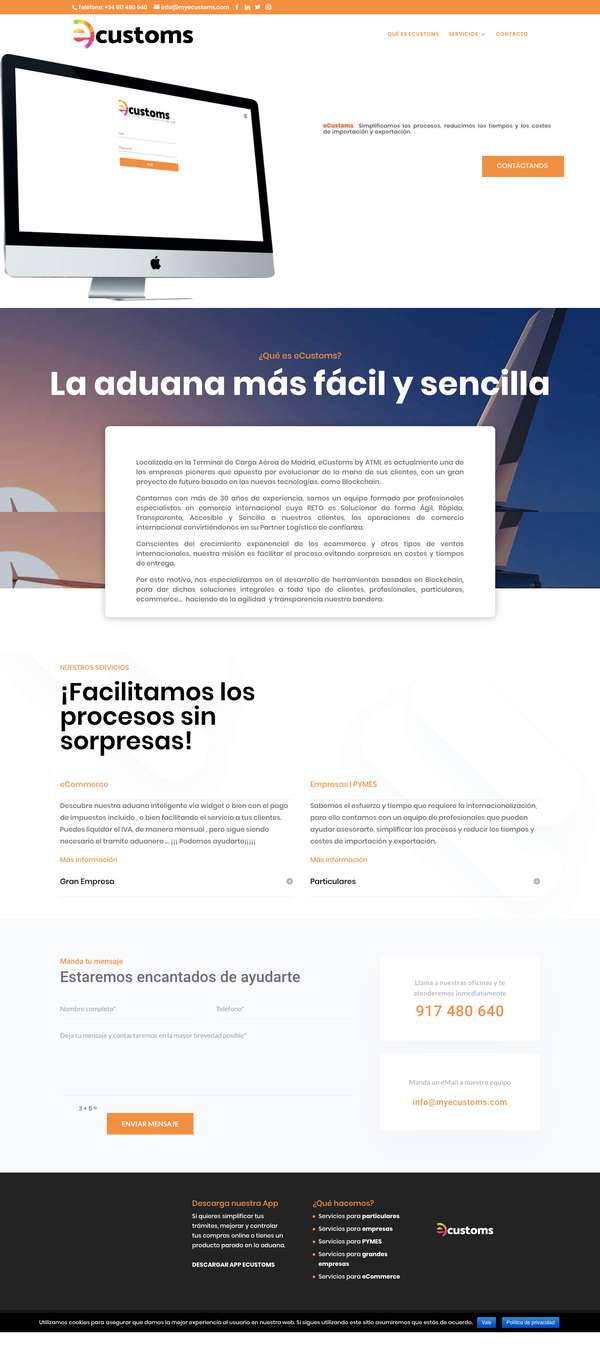 Teléfono: +34 917 480 640 info@myecustoms.com
ecustoms
QUÉ ES ECUSTOMS SERVICIOS CONTACTO
ecustoms
eCustoms Simplificamos los procesos, reducimos los tiempos y los costes
de importación y exportación.
CONTÁCTANOS
¿Qué es eCustoms?
La aduana más fácil y sencilla
Localizada en la Terminal de Carga Aérea de Madrid, eCustoms by ATML es actualmente una de
las empresas pioneras que apuesta por evolucionar de la mano de sus clientes, con un gran
proyecto de futuro basado en las nuevas tecnologías, como Blockchain.
Contamos con más de 30 años de experiencia, somos un equipo formado por profesionales
especialistas en comercio internacional cuyo RETO es Solucionar de forma Ágil, Rápida,
Transparente, Accesible y Sencilla a nuestros clientes, las operaciones de comercio
internacional convirtiéndonos en su Partner Logístico de confianza.
Conscientes del crecimiento exponencial de los ecommerce y otros tipos de ventas
internacionales, nuestra misión es facilitar el proceso evitando sorpresas en costes y tiempos
de entrega.
Por este motivo, nos especializamos en el desarrollo de herramientas basadas en Blockchain,
para dar dichas soluciones integrales a todo tipo de clientes, profesionales, particulares,
ecommerce... haciendo de la agilidad y transparencia nuestra bandera.
NUESTROS SERVICIOS
¡Facilitamos los
procesos sin
sorpresas!
eCommerce
Descubre nuestra aduana inteligente vía widget o bien con el pago
de impuestos incluido , o bien facilitando el servicio a tus clientes.
Puedes liquidar el IVA, de manera mensual , pero sigue siendo
necesario el tramite aduanero ... ¡¡¡ Podemos ayudarte¡¡¡¡¡
Más información
Gran Empresa
Empresas | PYMES
Sabemos el esfuerzo y tiempo que requiere la internacionalización,
para ello contamos con un equipo de profesionales que pueden
ayudar asesorarte, simplificar los procesos y reducir los tiempos y
costes de importación y exportación.
Más información
Particulares
Manda tu mensaje
Estaremos encantados de ayudarte
Nombre completo* Teléfono*
Deja tu mensaje y contactaremos en la mayor brevedad posible*
3 + 5 =
ENVIAR MENSAJE
Llama a nuestras oficinas y te
atenderemos inmediatamente
917 480 640
Manda un eMail a nuestro equipo
info@myecustoms.com
Descarga nuestra App
Si quieres simplificar tus
trámites, mejorar y controlar
tus compras online o tienes un
producto parado en la aduana.
DESCARGAR APP ECUSTOMS
¿Qué hacemos?
Servicios para particulares
Servicios para empresas
Servicios para PYMES
Servicios para grandes
empresas
Servicios para eCommerce
ecustoms
Utilizamos cookies para asegurar que damos la mejor experiencia al usuario en nuestra web. Si sigues utilizando este sitio asumiremos que estás de acuerdo. Vale Política de privacidad